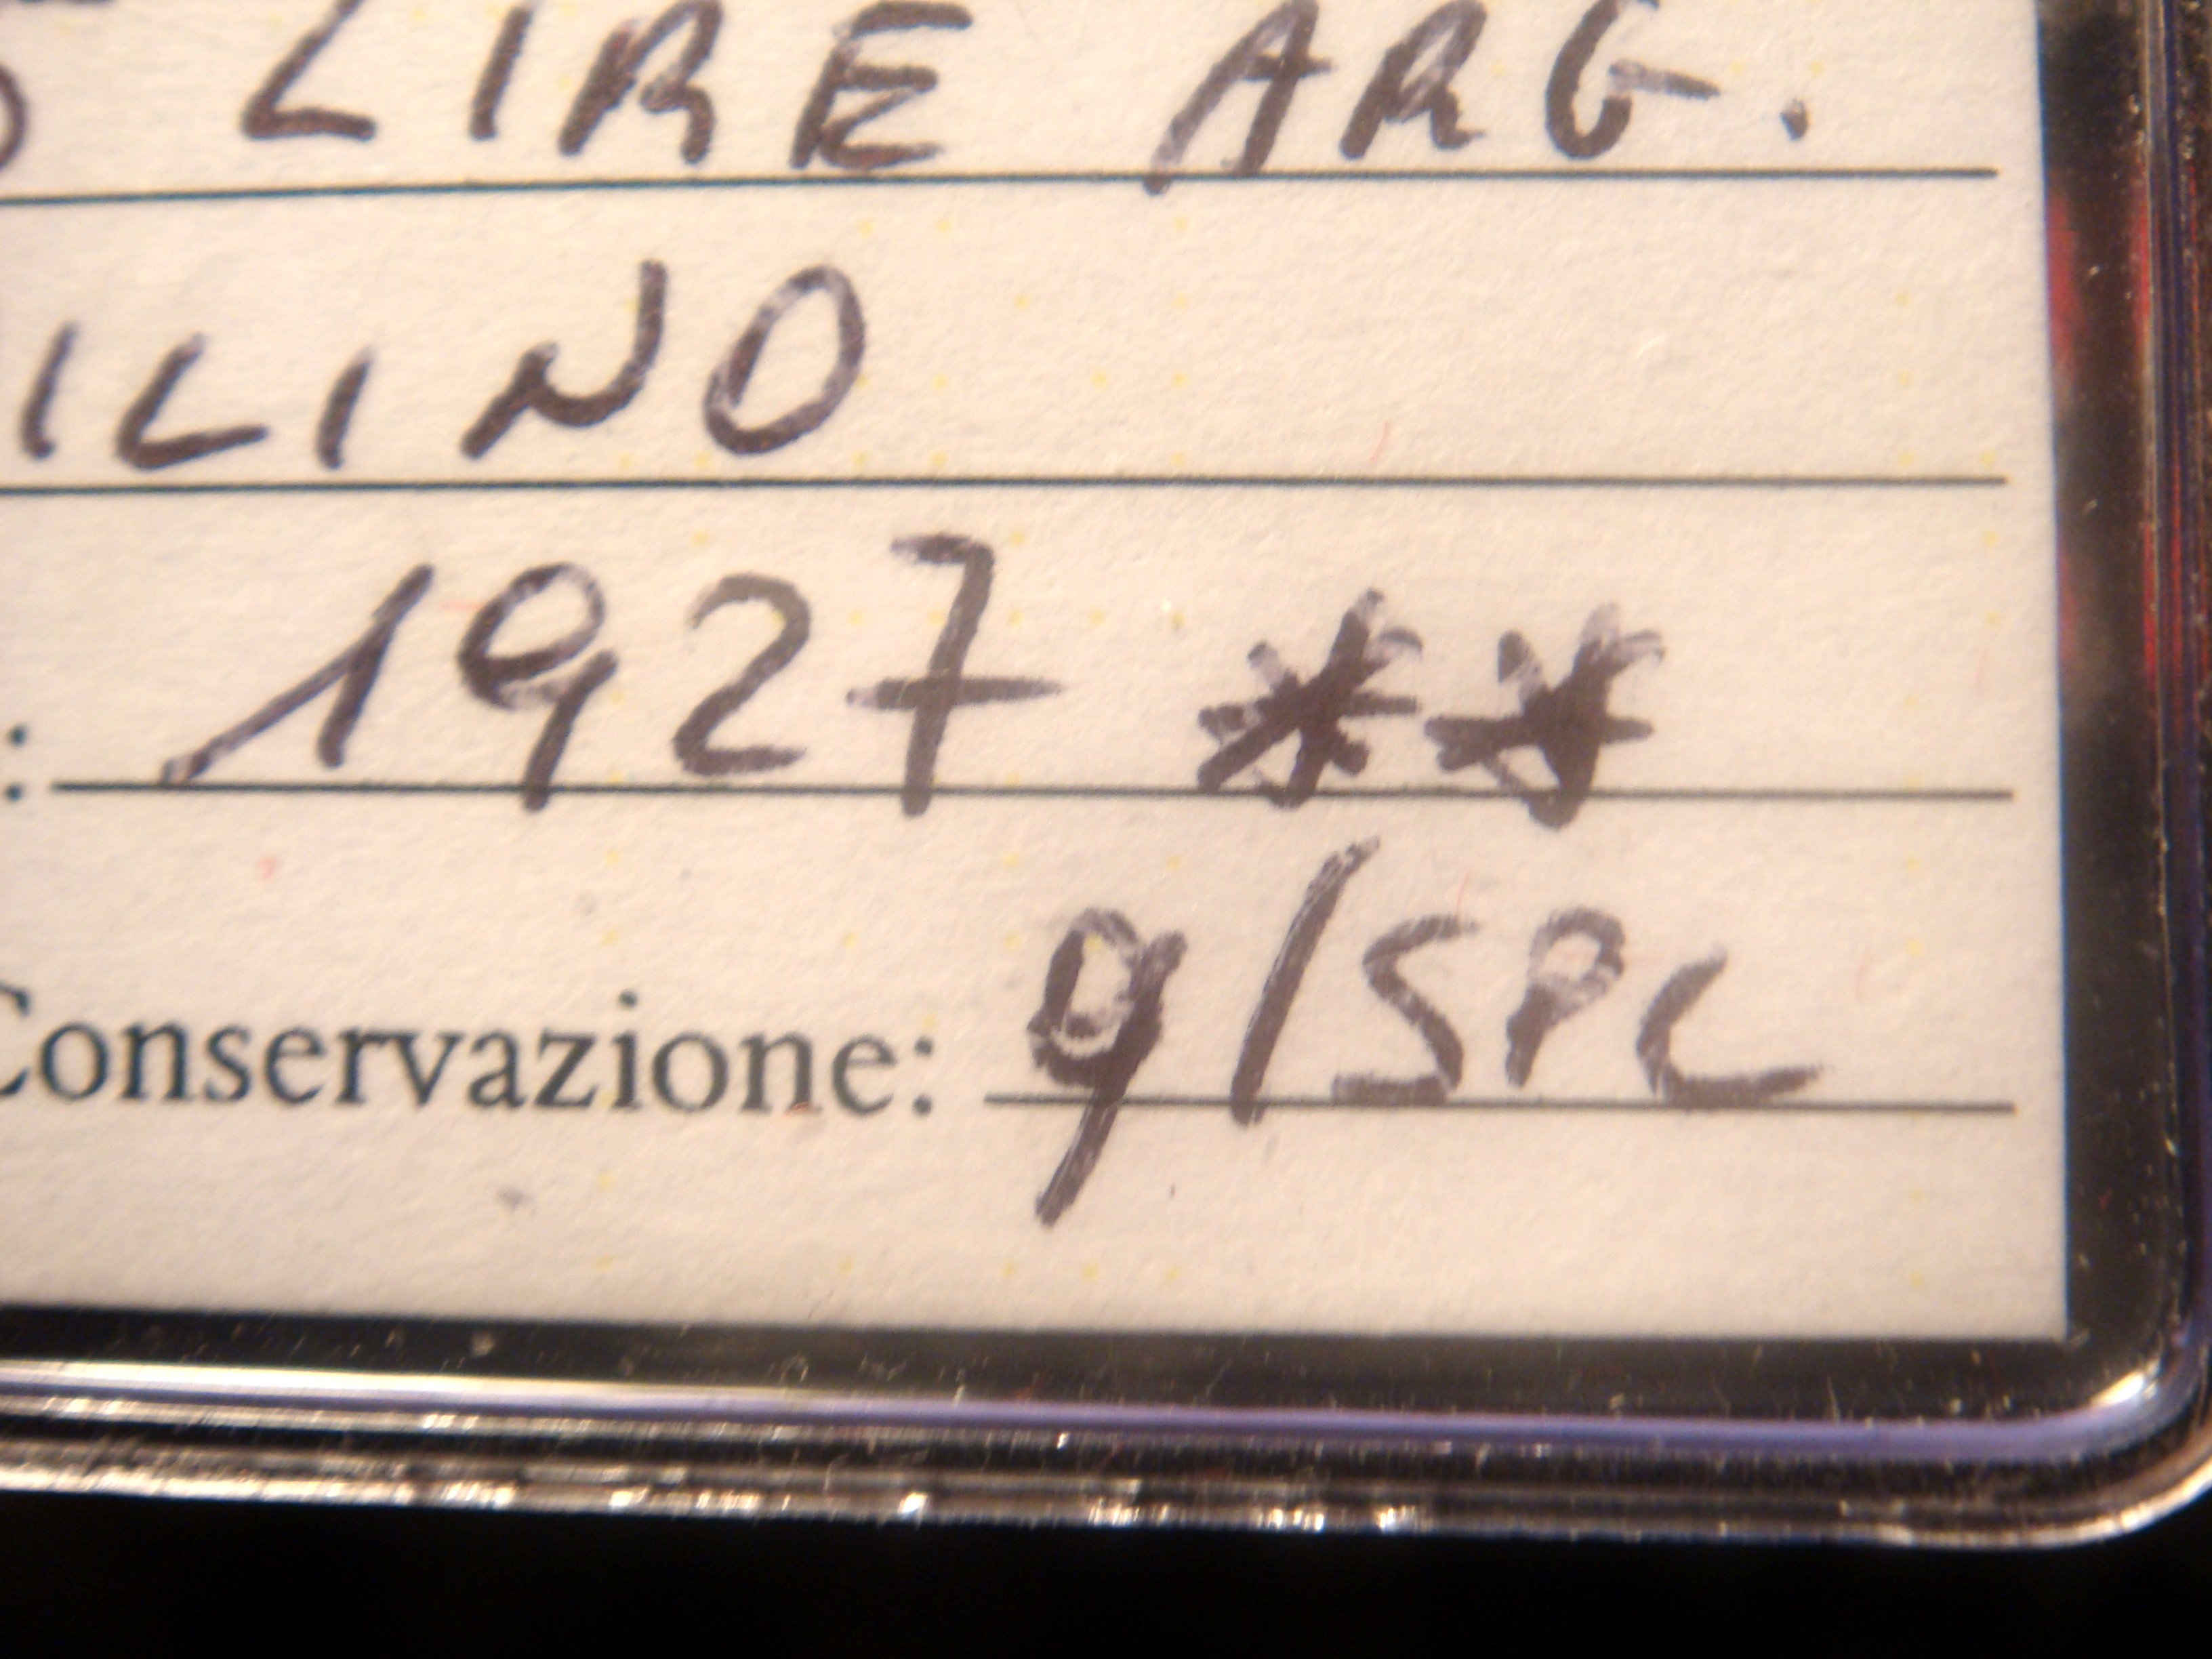 LIRE ARG.
ILINO
: 1927 **
Conservazione: q/SPL